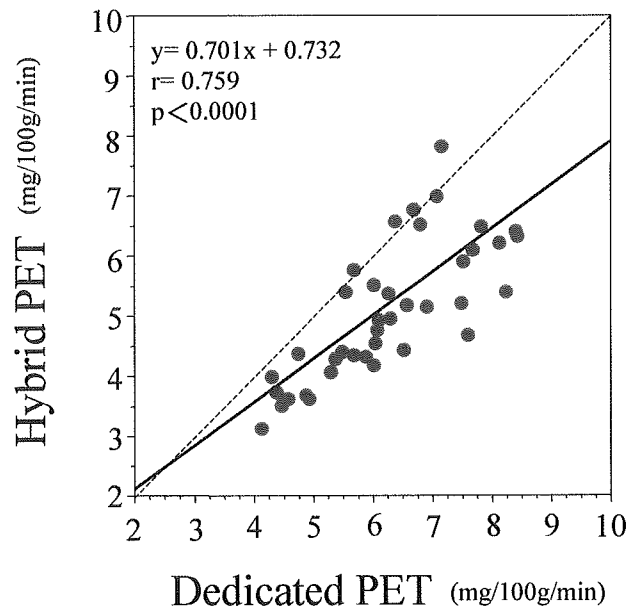 y= 0.701x + 0.732
r= 0.759
p<0.0001
10
9
8
7
6
5
4
3
2
Hybrid PET (mg/100g/min)
2 3 4 5 6 7 8 9 10
Dedicated PET (mg/100g/min)